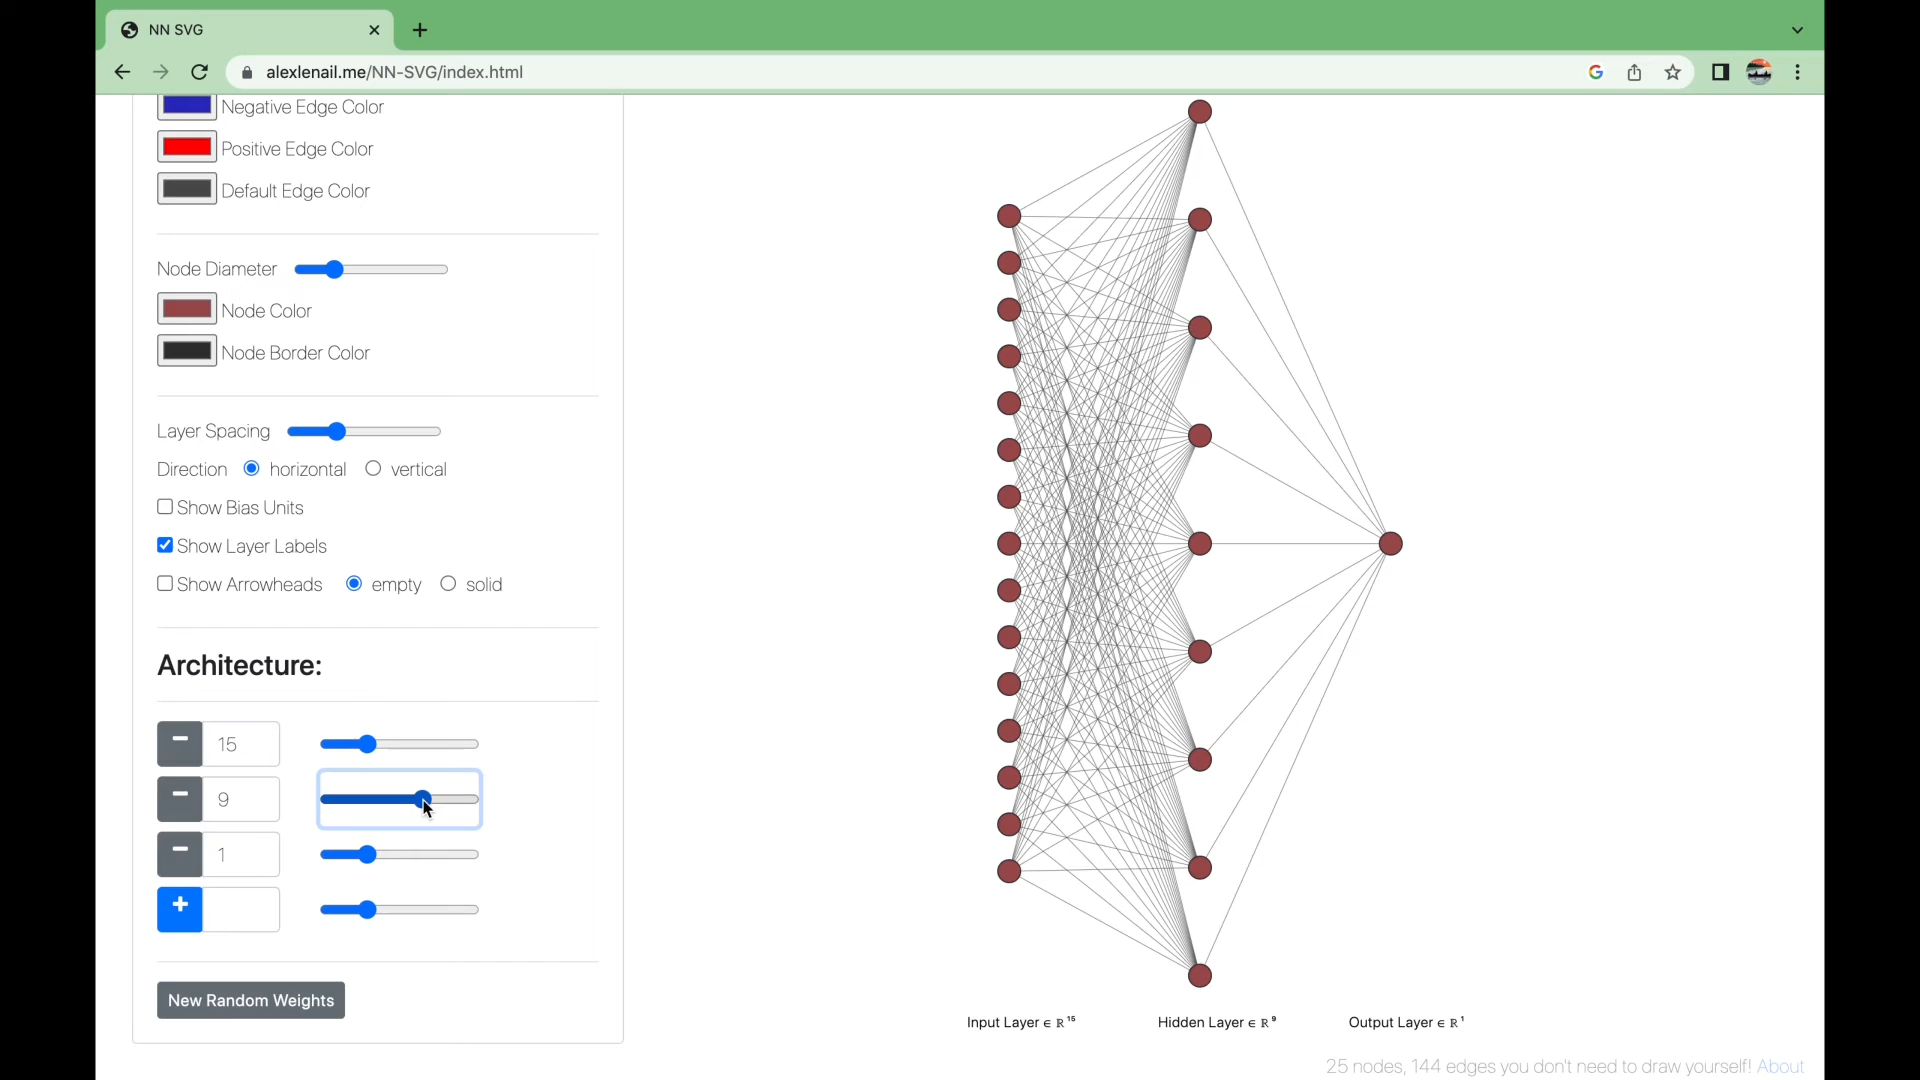 NN SVG
alexlenail.me/NN-SVG/index.html
Negative Edge Color
Positive Edge Color
Default Edge Color
Node Diameter
Node Color
Node Border Color
Layer Spacing
Direction horizontal vertical
Show Bias Units
Show Layer Labels
Show Arrowheads empty solid
Architecture:
15
9
1
New Random Weights
Input Layer ∈ ℝ¹⁵ Hidden Layer ∈ ℝ⁹ Output Layer ∈ ℝ¹
25 nodes, 144 edges you don't need to draw yourself! About